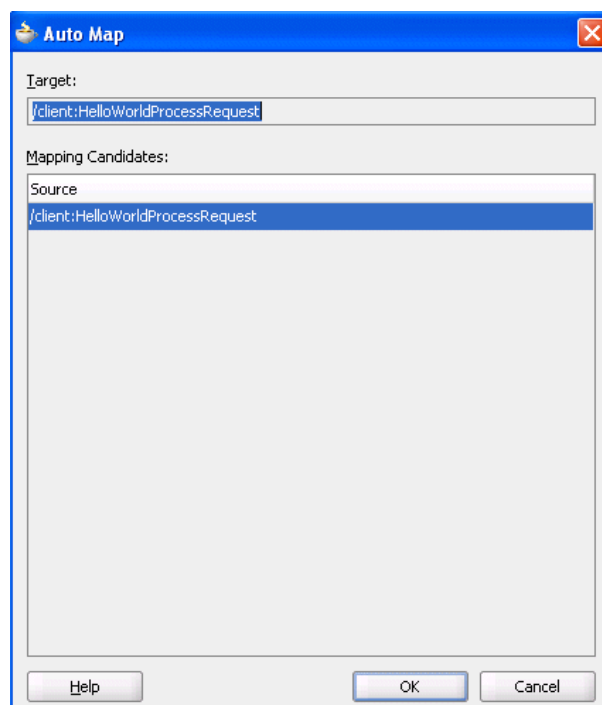 Auto Map
Target:
/client:HelloWorldProcessRequest
Mapping Candidates:
Source
/client:HelloWorldProcessRequest
Help OK Cancel